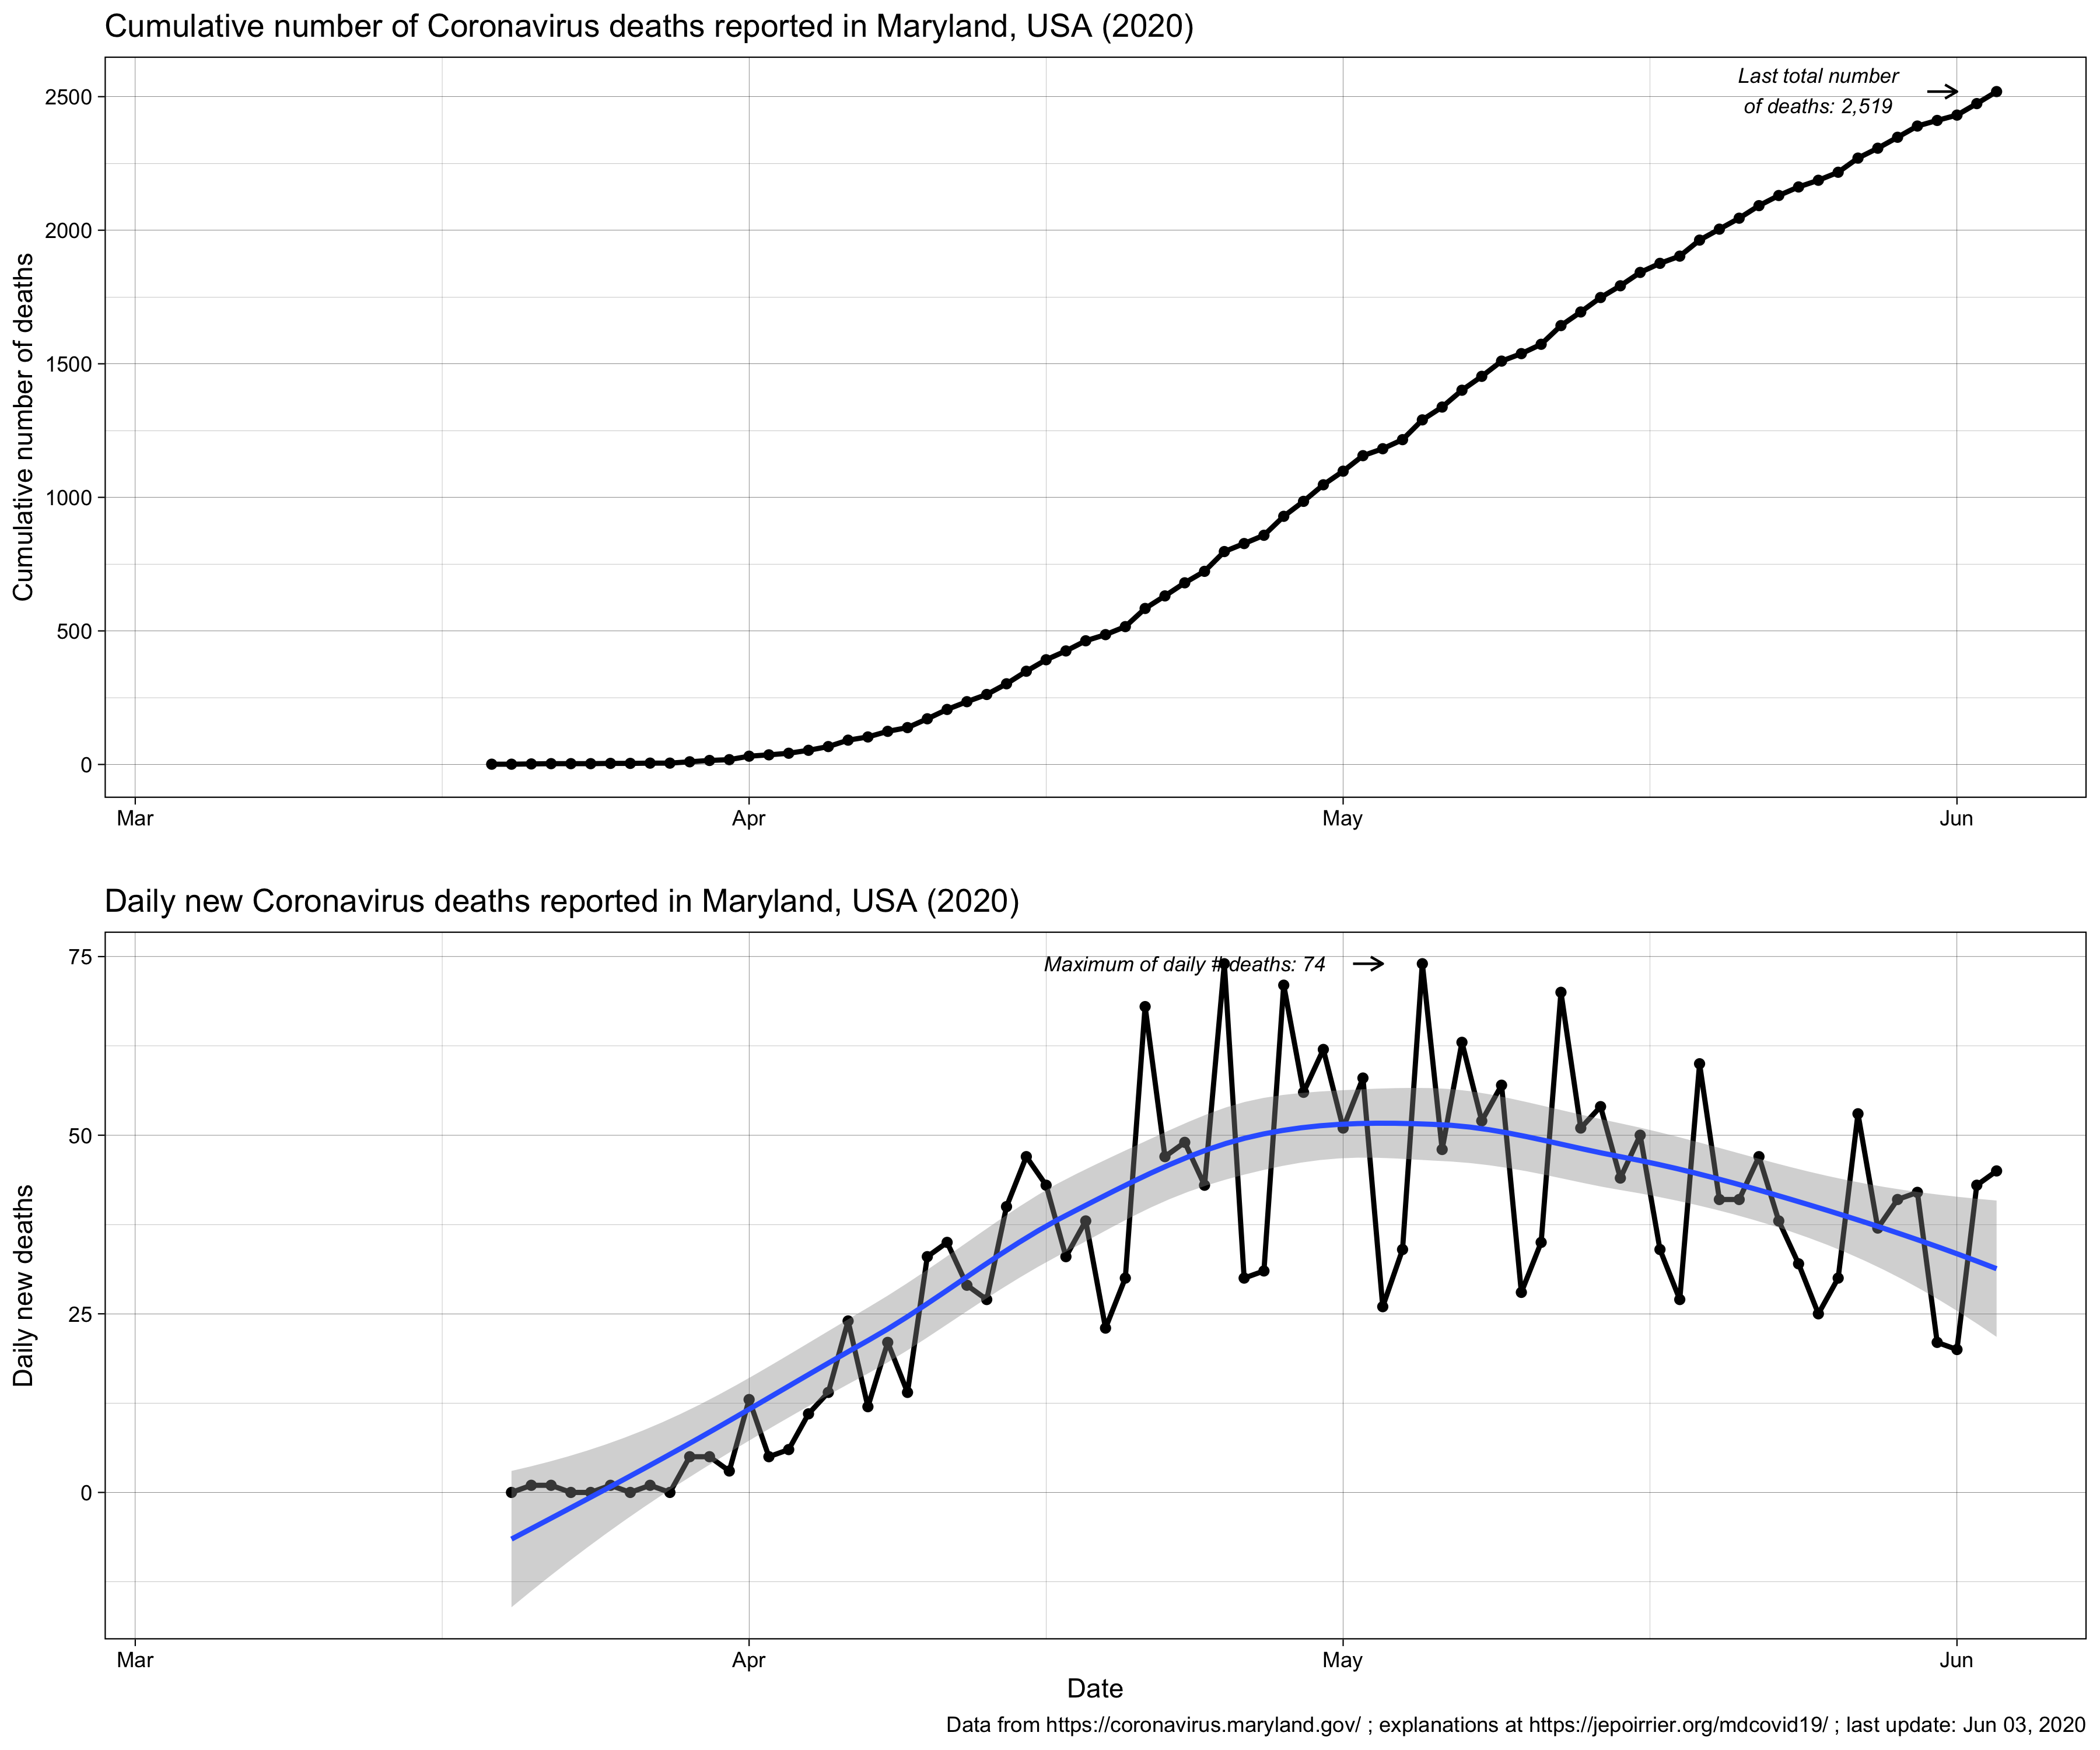 Cumulative number of Coronavirus deaths reported in Maryland, USA (2020)
Cumulative number of deaths
2500
2000
1500
1000
500
0
Last total number
of deaths: 2,519
Mar
Apr
May
Jun
Daily new Coronavirus deaths reported in Maryland, USA (2020)
Daily new deaths
75
50
25
0
Maximum of daily # deaths: 74
Mar
Apr
May
Jun
Date
Data from https://coronavirus.maryland.gov/ ; explanations at https://jepoirrier.org/mdcovid19/ ; last update: Jun 03, 2020